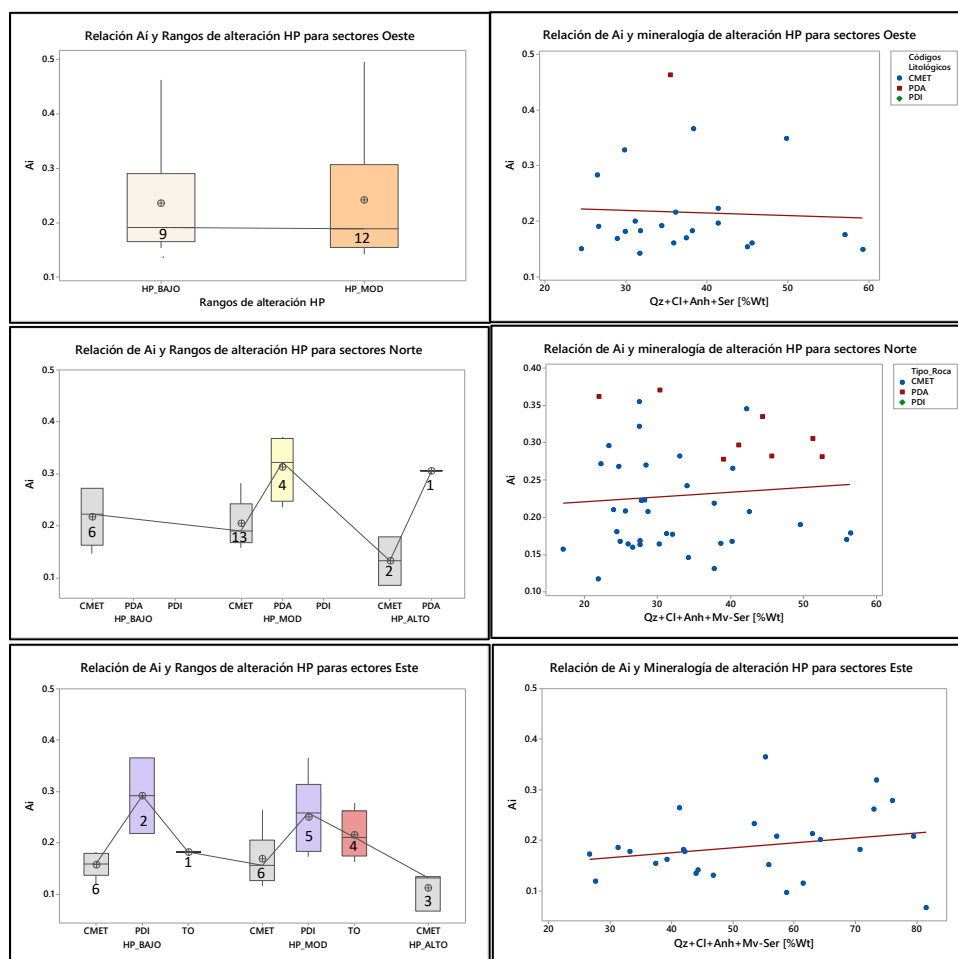 Relación Aí y Rangos de alteración HP para sectores Oeste
0.5
0.4
0.3
0.2
0.1
Ai
9
12
HP_BAJO
HP_MOD
Rangos de alteración HP
Relación de Ai y mineralogía de alteración HP para sectores Oeste
Códigos
Litológicos
CMET
PDA
PDI
0.5
0.4
0.3
0.2
0.1
Ai
20
30
40
50
60
Qz+Cl+Anh+Ser [%Wt]
Relación de Ai y Rangos de alteración HP para sectores Norte
0.5
0.4
0.3
0.2
0.1
Ai
6
13
4
2
1
CMET
PDA
PDI
CMET
PDA
PDI
CMET
PDA
HP_BAJO
HP_MOD
HP_ALTO
Relación de Ai y mineralogía de alteración HP para sectores Norte
Tipo_Roca
CMET
PDA
PDI
0.40
0.35
0.30
0.25
0.20
0.15
0.10
Ai
20
30
40
50
60
Qz+Cl+Anh+Mv-Ser [%Wt]
Relación de Ai y Rangos de alteración HP paras ectores Este
0.5
0.4
0.3
0.2
0.1
Ai
6
2
1
6
5
4
3
CMET
PDI
TO
CMET
PDI
TO
CMET
HP_BAJO
HP_MOD
HP_ALTO
Relación de Ai y Mineralogía de alteración HP para sectores Este
0.5
0.4
0.3
0.2
0.1
Ai
20
30
40
50
60
70
80
Qz+Cl+Anh+Mv-Ser [%Wt]